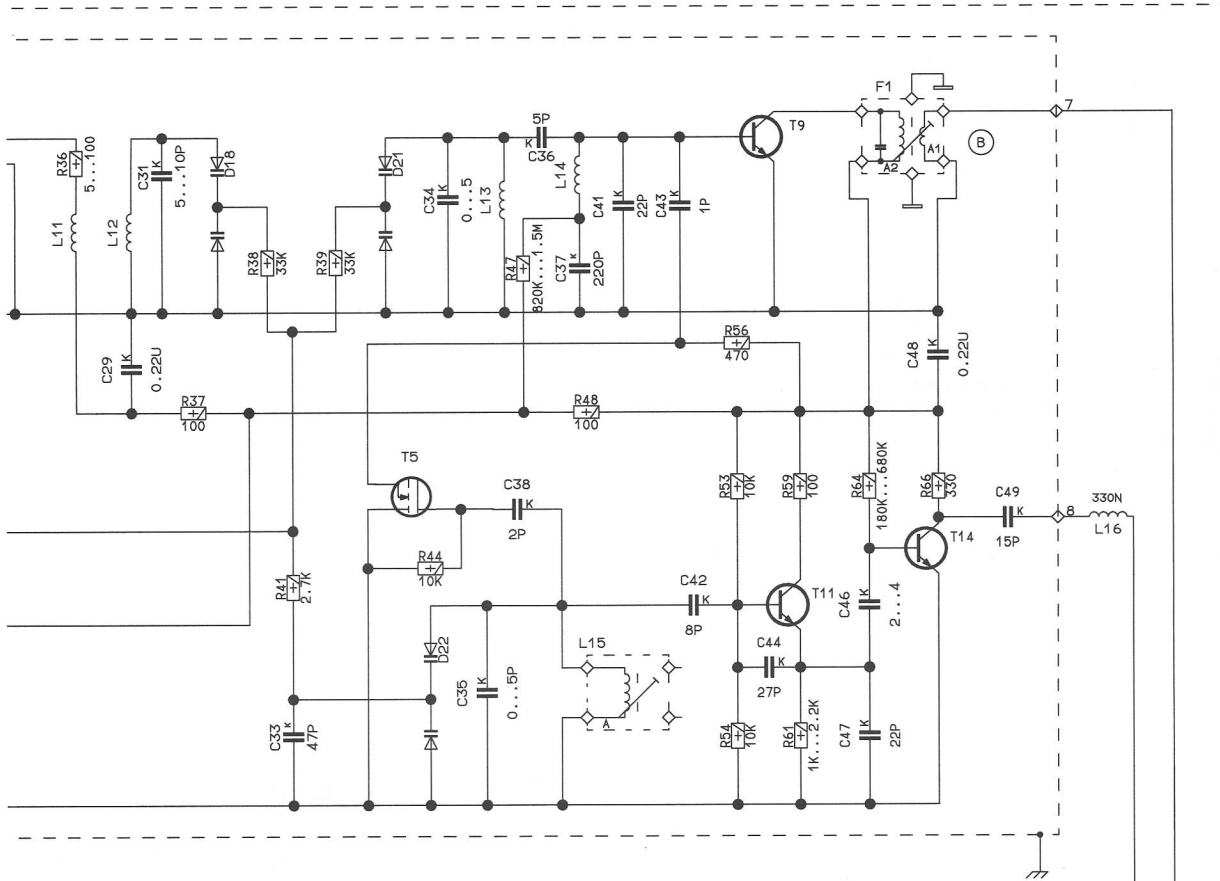 F1
7
5P
K
C36
T9
B
A1
A2
R36
5...100
C31
K
5...10P
D18
D21
C34
K
0...5
L13
L14
C41
K
22P
C43
K
1P
L11
L12
R38
33K
R39
33K
R47
820K...1.5M
C37
K
220P
C29
K
0.22U
R56
470
C48
K
0.22U
R37
100
R48
100
T5
C38
K
2P
R53
10K
R59
100
R64
180K...680K
R66
330
C49
K
15P
8
330N
L16
T14
R44
10K
R41
2.7K
C42
K
8P
T11
C46
K
2...4
D22
L15
C44
K
27P
C35
K
0...5P
A
C33
K
47P
R54
10K
R61
1K...2.2K
C47
K
22P